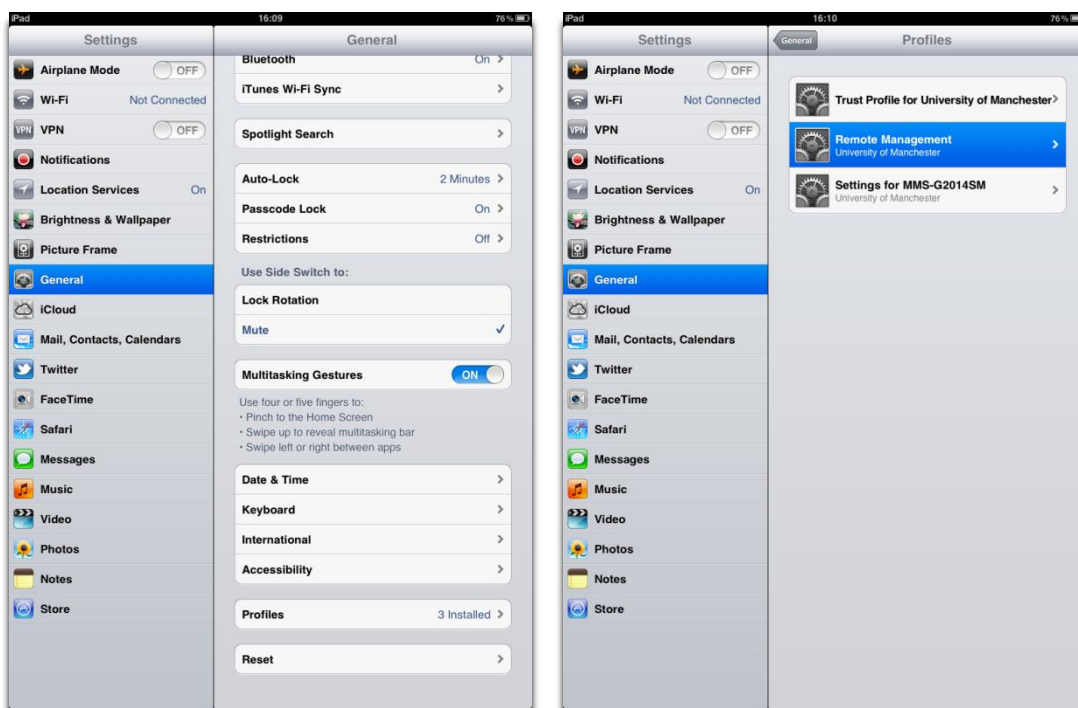 iPad 16:09 76%
Settings
Airplane Mode OFF
Wi-Fi Not Connected
VPN VPN OFF
Notifications
Location Services On
Brightness & Wallpaper
Picture Frame
General
iCloud
Mail, Contacts, Calendars
Twitter
FaceTime
Safari
Messages
Music
Video
Photos
Notes
Store
General
Bluetooth On
iTunes Wi-Fi Sync
Spotlight Search
Auto-Lock 2 Minutes
Passcode Lock On
Restrictions Off
Use Side Switch to:
Lock Rotation
Mute
Multitasking Gestures ON
Use four or five fingers to:
• Pinch to the Home Screen
• Swipe up to reveal multitasking bar
• Swipe left or right between apps
Date & Time
Keyboard
International
Accessibility
Profiles 3 Installed
Reset
iPad 16:10 76%
Settings
Airplane Mode OFF
Wi-Fi Not Connected
VPN VPN OFF
Notifications
Location Services On
Brightness & Wallpaper
Picture Frame
General
iCloud
Mail, Contacts, Calendars
Twitter
FaceTime
Safari
Messages
Music
Video
Photos
Notes
Store
General Profiles
Trust Profile for University of Manchester
Remote Management
University of Manchester
Settings for MMS-G2014SM
University of Manchester